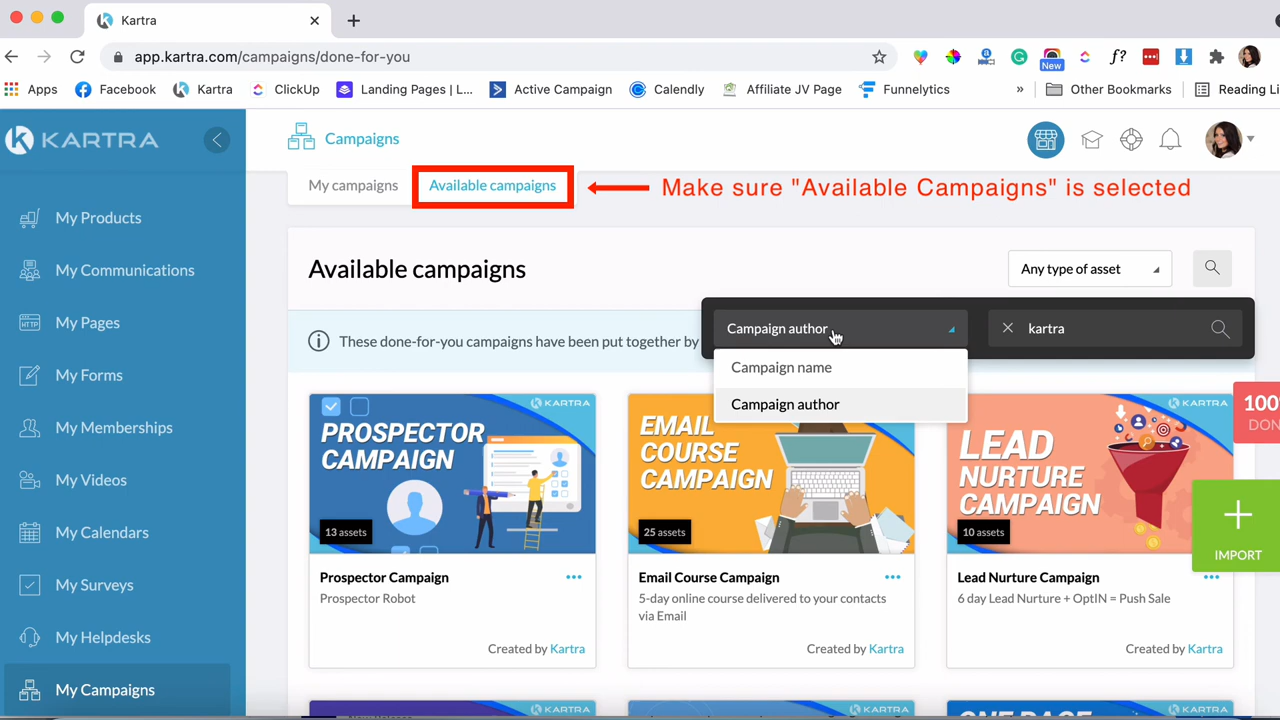 Kartra
app.kartra.com/campaigns/done-for-you
New
f?
Apps
Facebook
Kartra
ClickUp
Landing Pages | L...
Active Campaign
Calendly
Affiliate JV Page
Funnelytics
»
Other Bookmarks
Reading Li
KARTRA
Campaigns
My campaigns
Available campaigns
Make sure "Available Campaigns" is selected
My Products
My Communications
My Pages
My Forms
My Memberships
My Videos
My Calendars
My Surveys
My Helpdesks
My Campaigns
Available campaigns
Any type of asset
Campaign author
kartra
Campaign name
Campaign author
These done-for-you campaigns have been put together by
KARTRA
PROSPECTOR
CAMPAIGN
13 assets
Prospector Campaign
Prospector Robot
Created by Kartra
EMAIL
COURSE
CAMPAIGN
25 assets
Email Course Campaign
5-day online course delivered to your contacts
via Email
Created by Kartra
KARTRA
LEAD
NURTURE
CAMPAIGN
10 assets
Lead Nurture Campaign
6 day Lead Nurture + OptIN = Push Sale
Created by Kartra
100%
DON
IMPORT
KARTRA
KARTRA
KARTRA
ONE PAGE